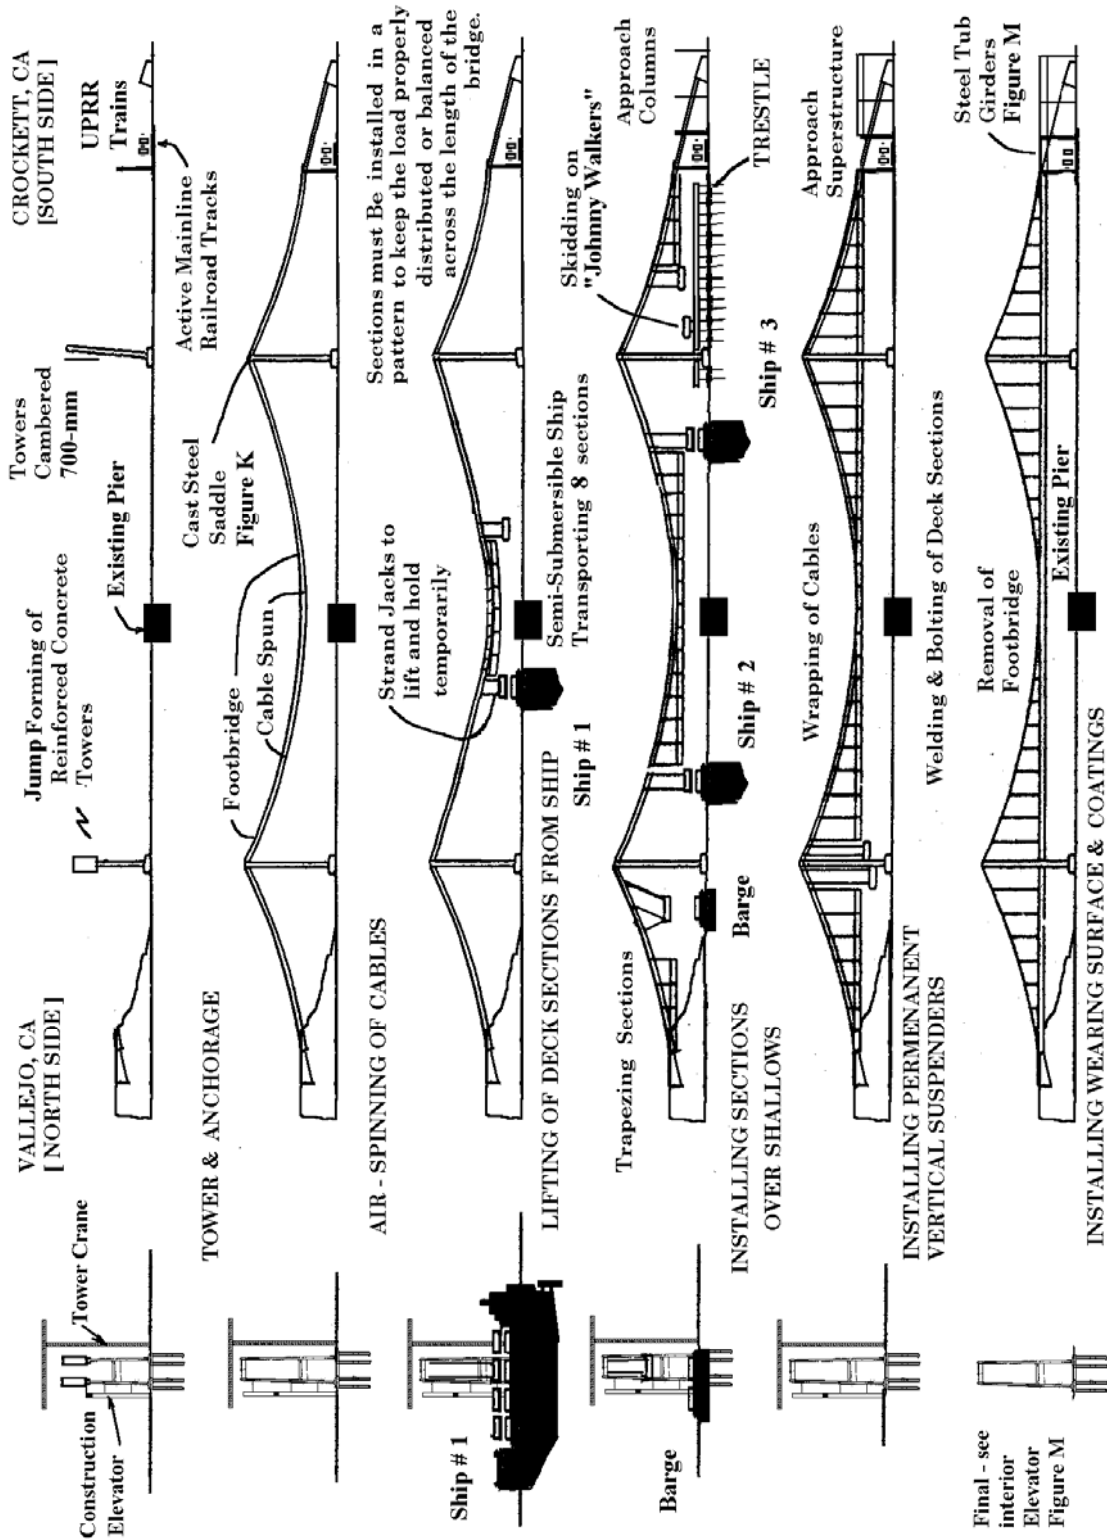 VALLEJO, CA
[NORTH SIDE]
Jump Forming of
Reinforced Concrete
Towers
Existing Pier
Towers
Cambered
700-mm
CROCKETT, CA
[SOUTH SIDE]
UPRR
Trains
Active Mainline
Railroad Tracks
Construction
Elevator
Tower Crane
TOWER & ANCHORAGE
Footbridge
Cable Spun
Cast Steel
Saddle
Figure K
AIR - SPINNING OF CABLES
Strand Jacks to
lift and hold
temporarily
Sections must Be installed in a
pattern to keep the load properly
distributed or balanced
across the length of the
bridge.
Ship # 1
Ship # 1
Semi-Submersible Ship
Transporting 8 sections
LIFTING OF DECK SECTIONS FROM SHIP
Skidding on
"Johnny Walkers"
Approach
Columns
TRESTLE
Trapezing Sections
Barge
Barge
Ship # 2
Ship # 3
INSTALLING SECTIONS
OVER SHALLOWS
Wrapping of Cables
Approach
Superstructure
Welding & Bolting of Deck Sections
INSTALLING PERMENANENT
VERTICAL SUSPENDERS
Removal of
Footbridge
Existing Pier
Steel Tub
Girders
Figure M
Final - see
interior
Elevator
Figure M
INSTALLING WEARING SURFACE & COATINGS